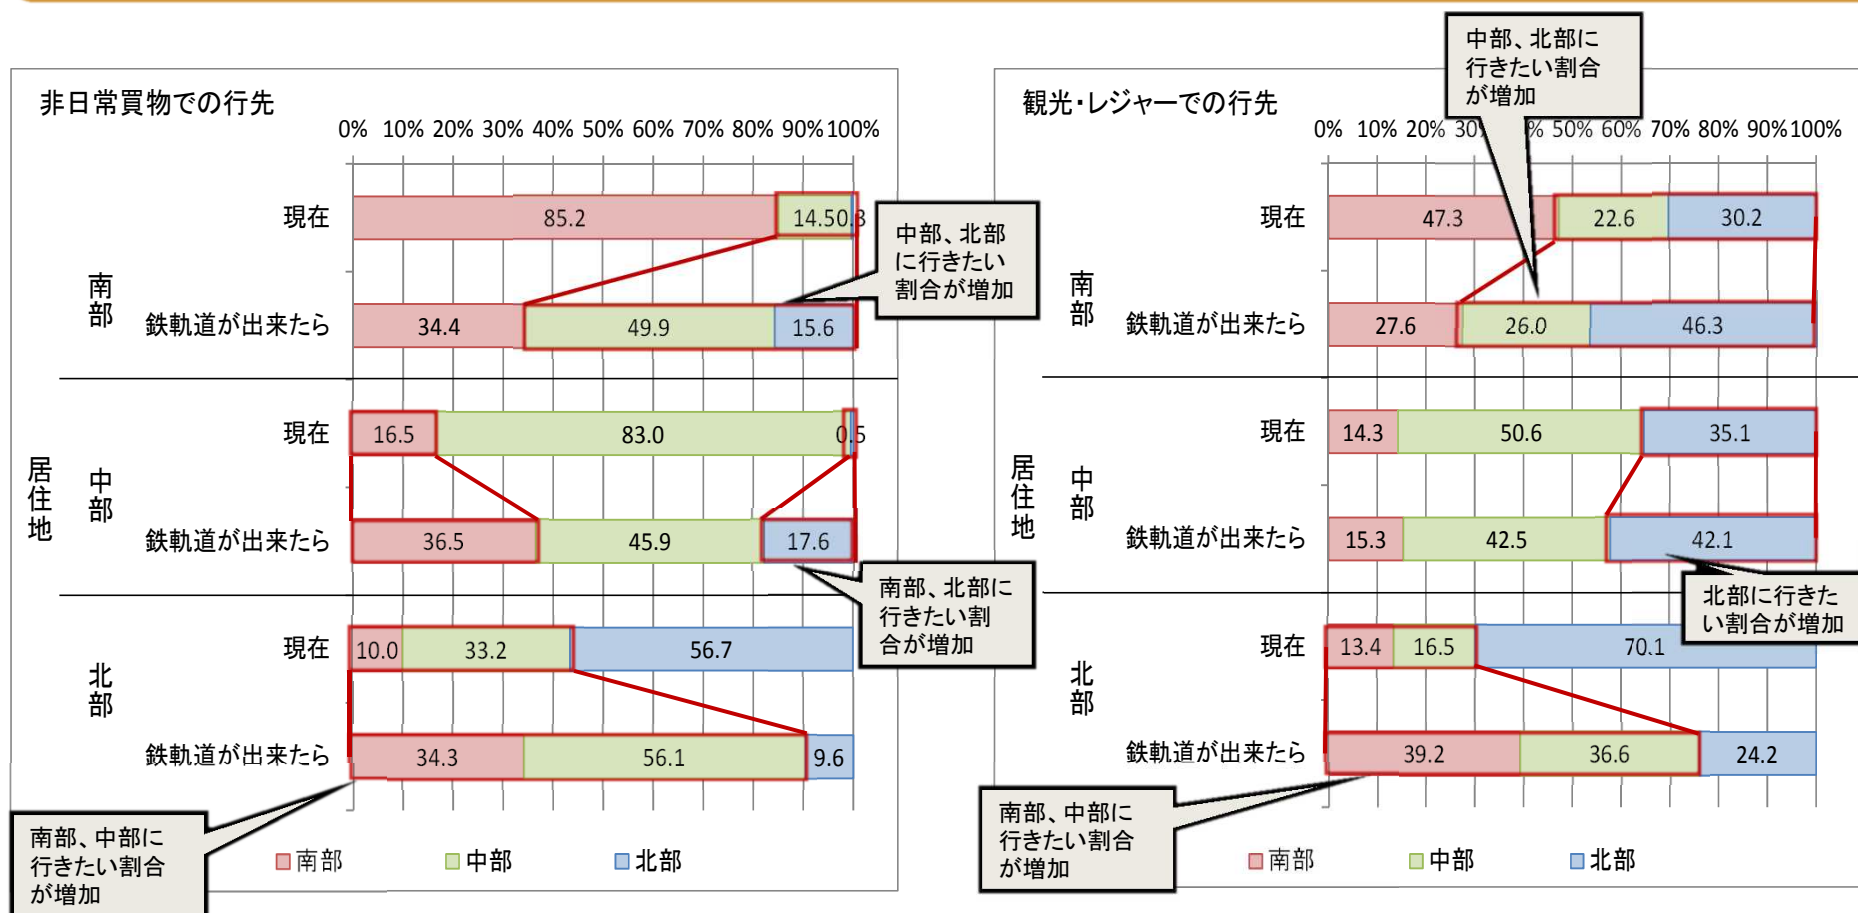 非日常買物での行先
0% 10% 20% 30% 40% 50% 60% 70% 80% 90% 100%
現在
85.2
14.5
0.3
南部
鉄軌道が出来たら
34.4
49.9
15.6
中部、北部
に行きたい
割合が増加
居住地
中部
現在
16.5
83.0
0.5
鉄軌道が出来たら
36.5
45.9
17.6
南部、北部に
行きたい割
合が増加
北部
現在
10.0
33.2
56.7
鉄軌道が出来たら
34.3
56.1
9.6
南部、中部に
行きたい割合
が増加
南部
中部
北部
観光・レジャーでの行先
中部、北部に
行きたい割合
が増加
0% 10% 20% 30% 50% 60% 70% 80% 90% 100%
現在
47.3
22.6
30.2
南部
鉄軌道が出来たら
27.6
26.0
46.3
居住地
中部
現在
14.3
50.6
35.1
鉄軌道が出来たら
15.3
42.5
42.1
北部に行きた
い割合が増加
北部
現在
13.4
16.5
70.1
鉄軌道が出来たら
39.2
36.6
24.2
南部、中部に
行きたい割合
が増加
南部
中部
北部